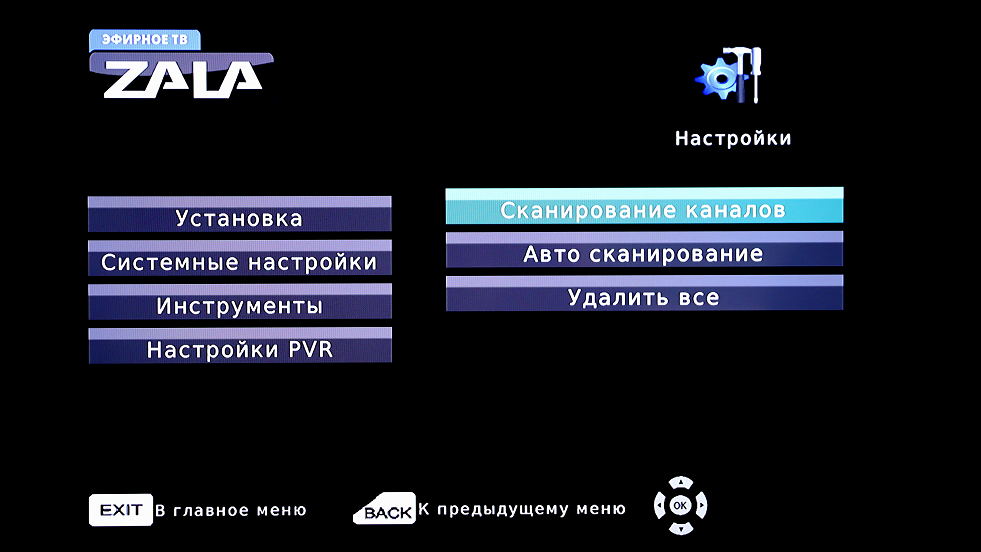 ЭФИРНОЕ ТВ
ZALA
Настройки
Установка
Системные настройки
Инструменты
Настройки PVR
Сканирование каналов
Авто сканирование
Удалить все
EXIT В главное меню
BACK К предыдущему меню
OK